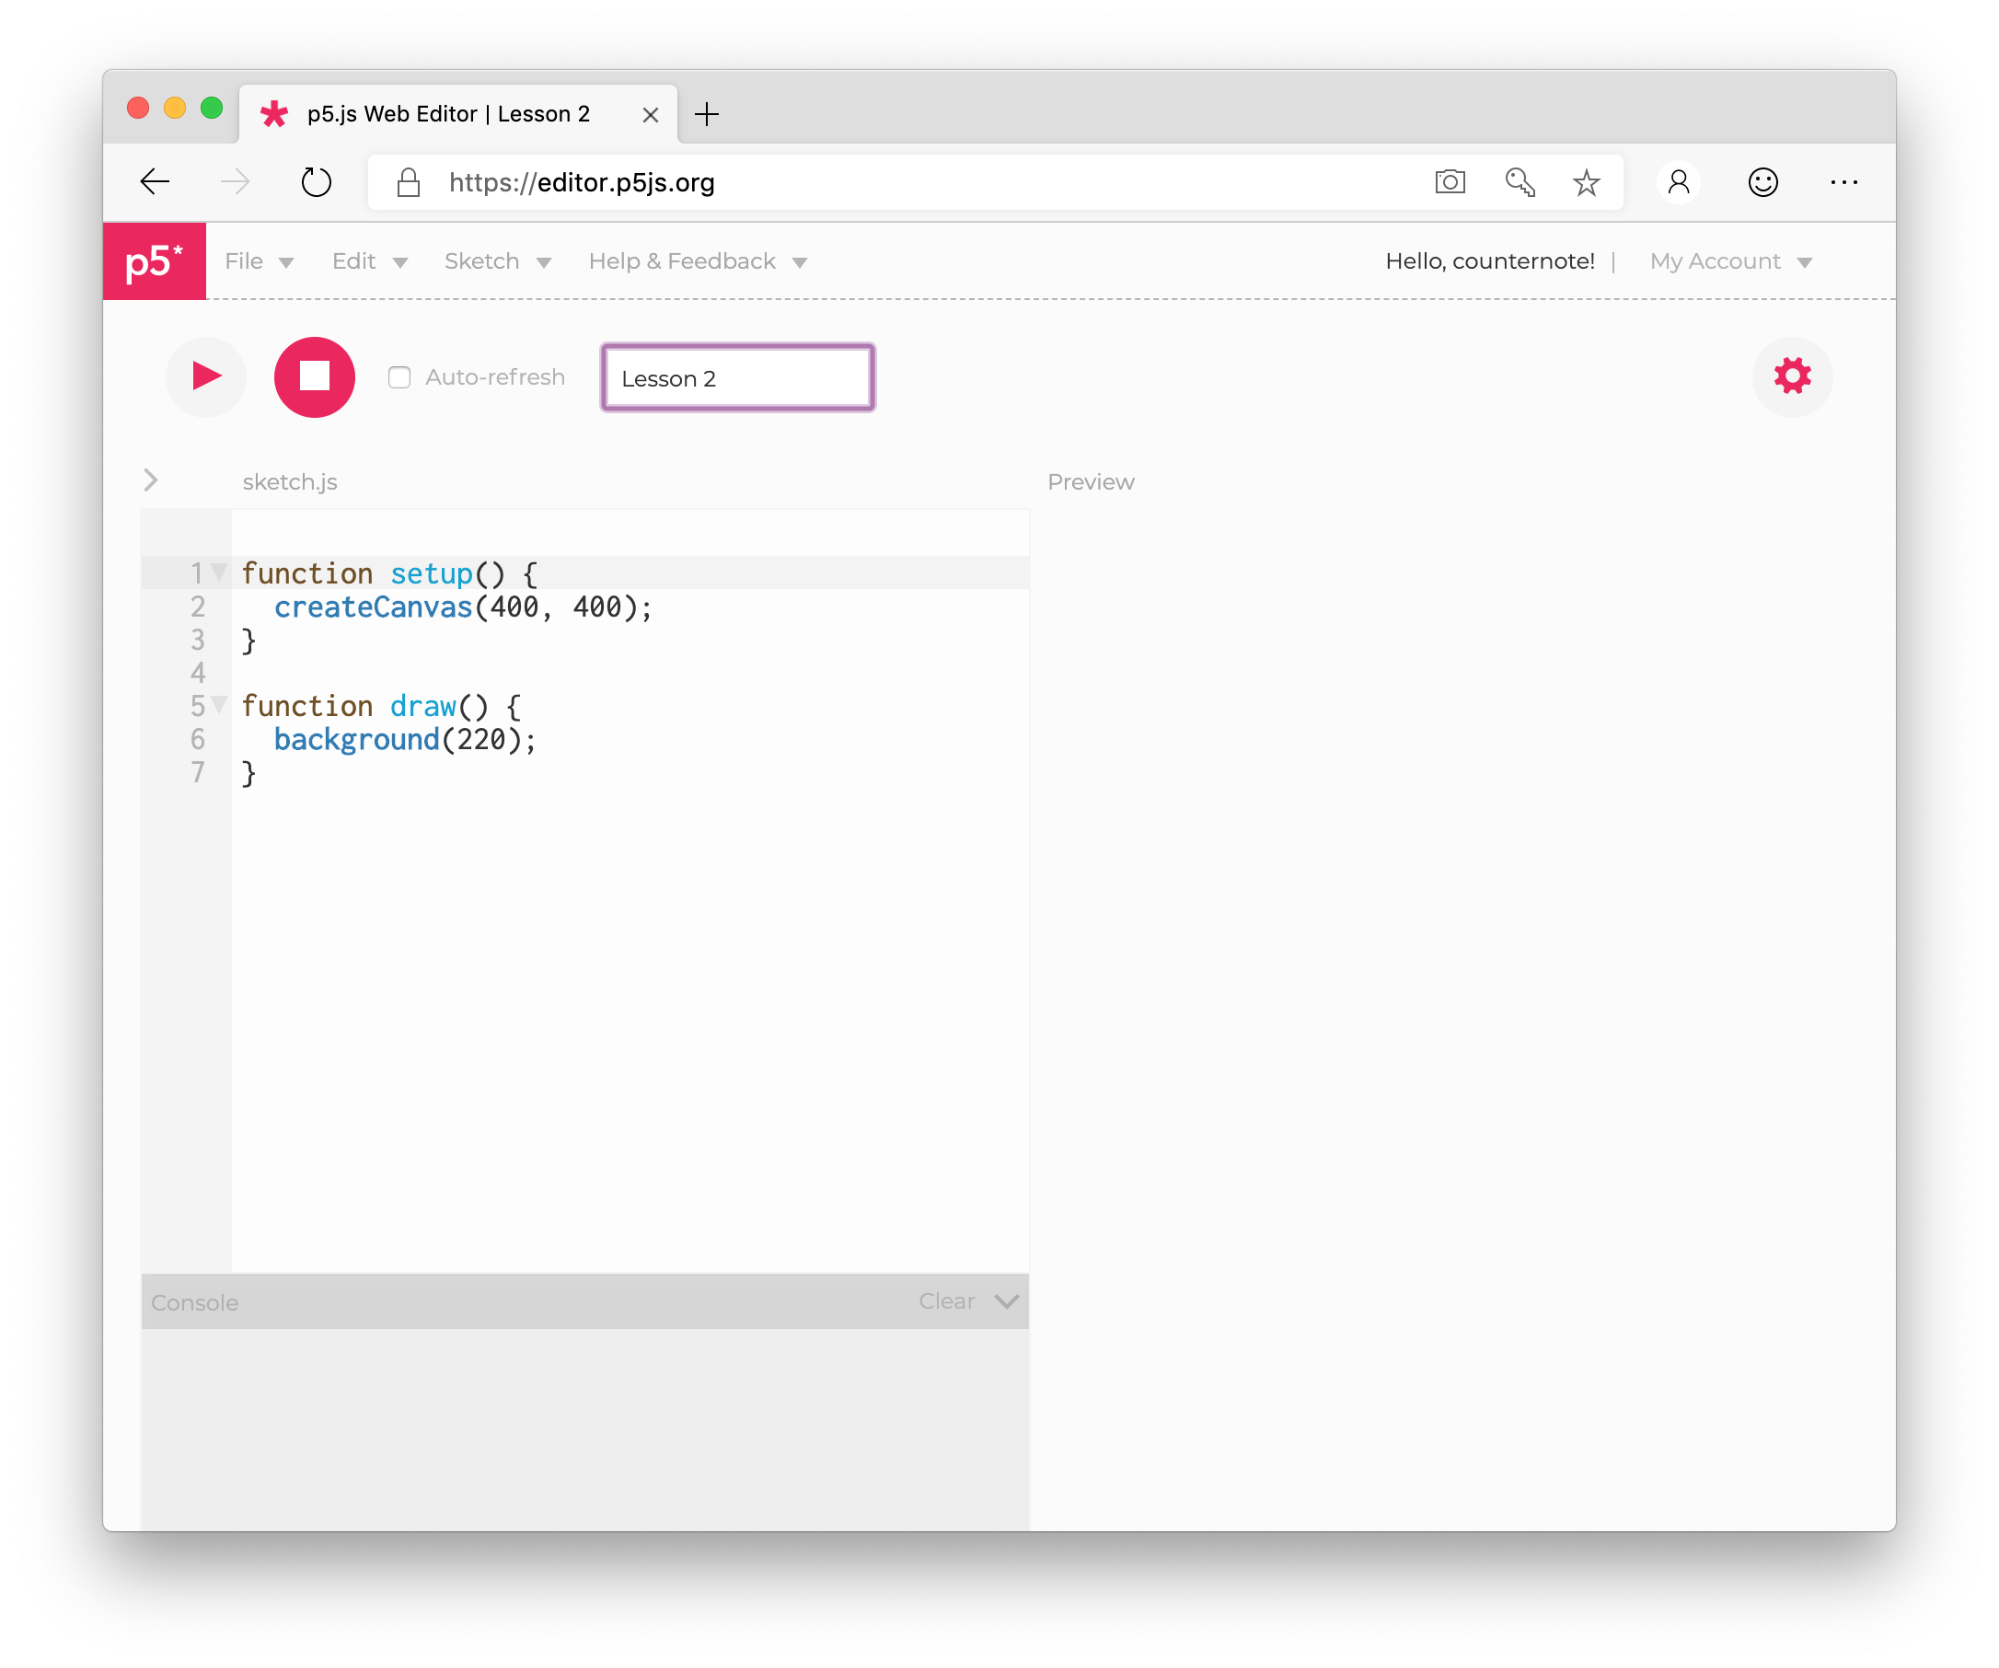 p5.js Web Editor | Lesson 2
https://editor.p5js.org
p5* File Edit Sketch Help & Feedback Hello, counternote! | My Account
Auto-refresh Lesson 2
sketch.js Preview
1 function setup() {
2   createCanvas(400, 400);
3 }
4
5 function draw() {
6   background(220);
7 }
Console Clear